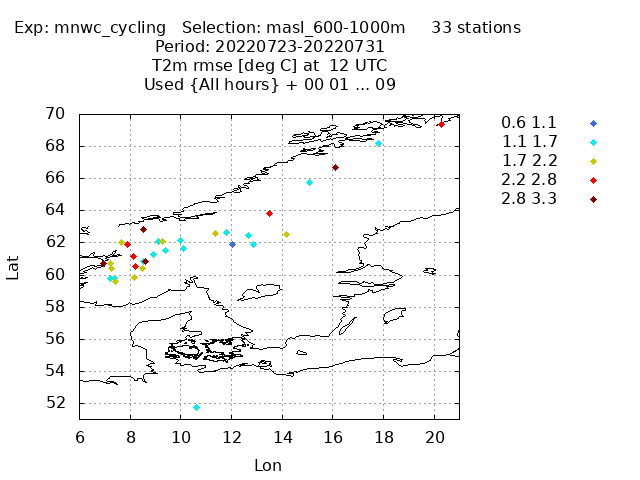 Exp: mnwc_cycling   Selection: masl_600-1000m     33 stations
Period: 20220723-20220731
T2m rmse [deg C] at  12 UTC
Used {All hours} + 00 01 ... 09
70
68
66
64
62
60
58
56
54
52
Lat
6 8 10 12 14 16 18 20
Lon
0.6 1.1
1.1 1.7
1.7 2.2
2.2 2.8
2.8 3.3